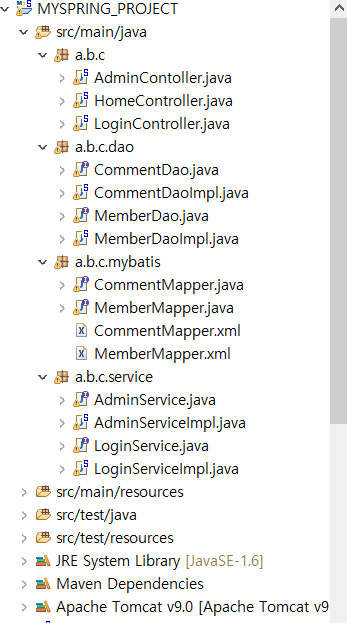 MYSPRING_PROJECT
src/main/java
a.b.c
AdminContoller.java
HomeController.java
LoginController.java
a.b.c.dao
CommentDao.java
CommentDaoImpl.java
MemberDao.java
MemberDaoImpl.java
a.b.c.mybatis
CommentMapper.java
MemberMapper.java
CommentMapper.xml
MemberMapper.xml
a.b.c.service
AdminService.java
AdminServiceImpl.java
LoginService.java
LoginServiceImpl.java
src/main/resources
src/test/java
src/test/resources
JRE System Library [JavaSE-1.6]
Maven Dependencies
Apache Tomcat v9.0 [Apache Tomcat v9